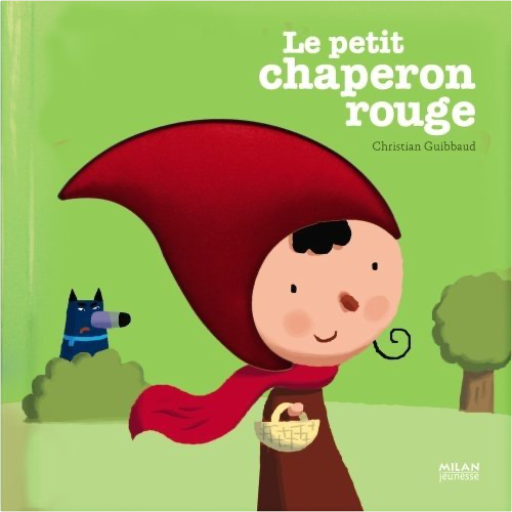 Le petit
chaperon
rouge
Christian Guibbaud
MILAN
jeunesse